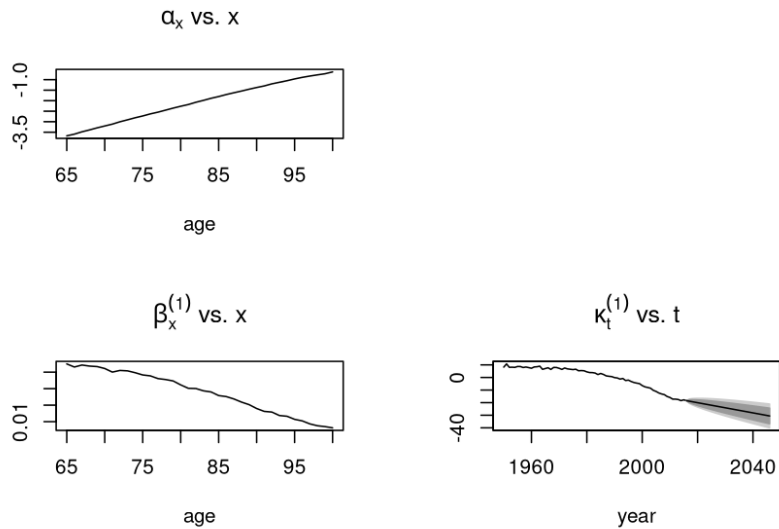 αₓ vs. x
-1.0
-3.5
65 75 85 95
age
βₓ⁽¹⁾ vs. x
0.01
65 75 85 95
age
κₜ⁽¹⁾ vs. t
0
-40
1960 2000 2040
year